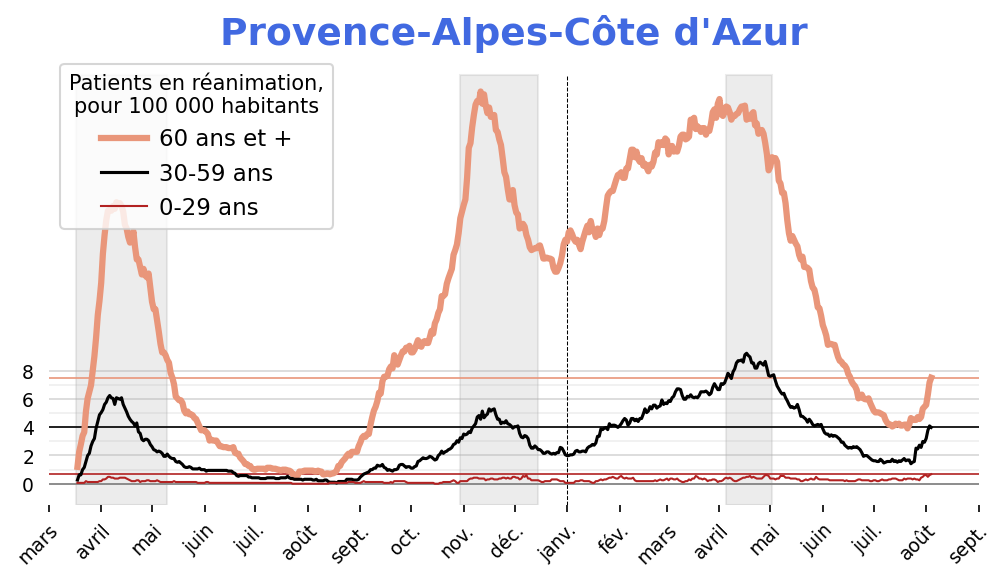 Provence-Alpes-Côte d'Azur
Patients en réanimation,
pour 100 000 habitants
60 ans et +
30-59 ans
0-29 ans
8
6
4
2
0
mars
avril
mai
juin
juil.
août
sept.
oct.
nov.
déc.
janv.
fév.
mars
avril
mai
juin
juil.
août
sept.